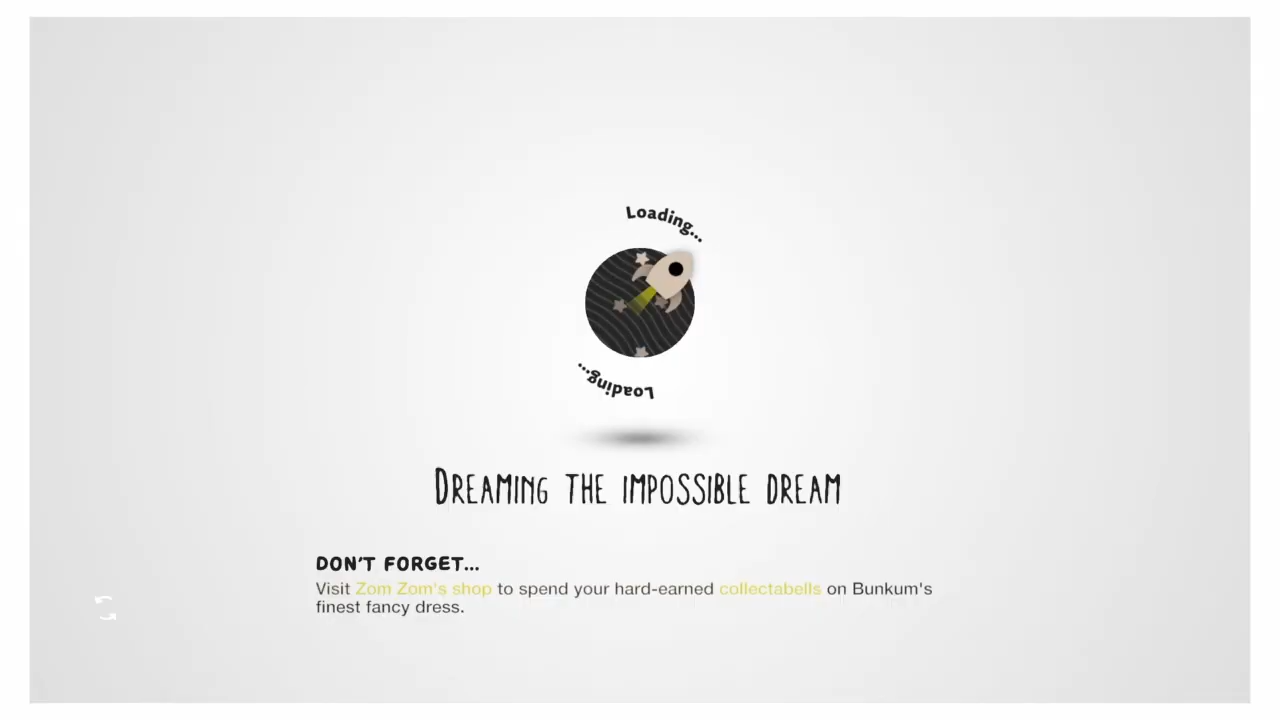 Loading...
Loading...
DREAMING THE IMPOSSIBLE DREAM
DON'T FORGET...
Visit Zom Zom's shop to spend your hard-earned collectabells on Bunkum's
finest fancy dress.